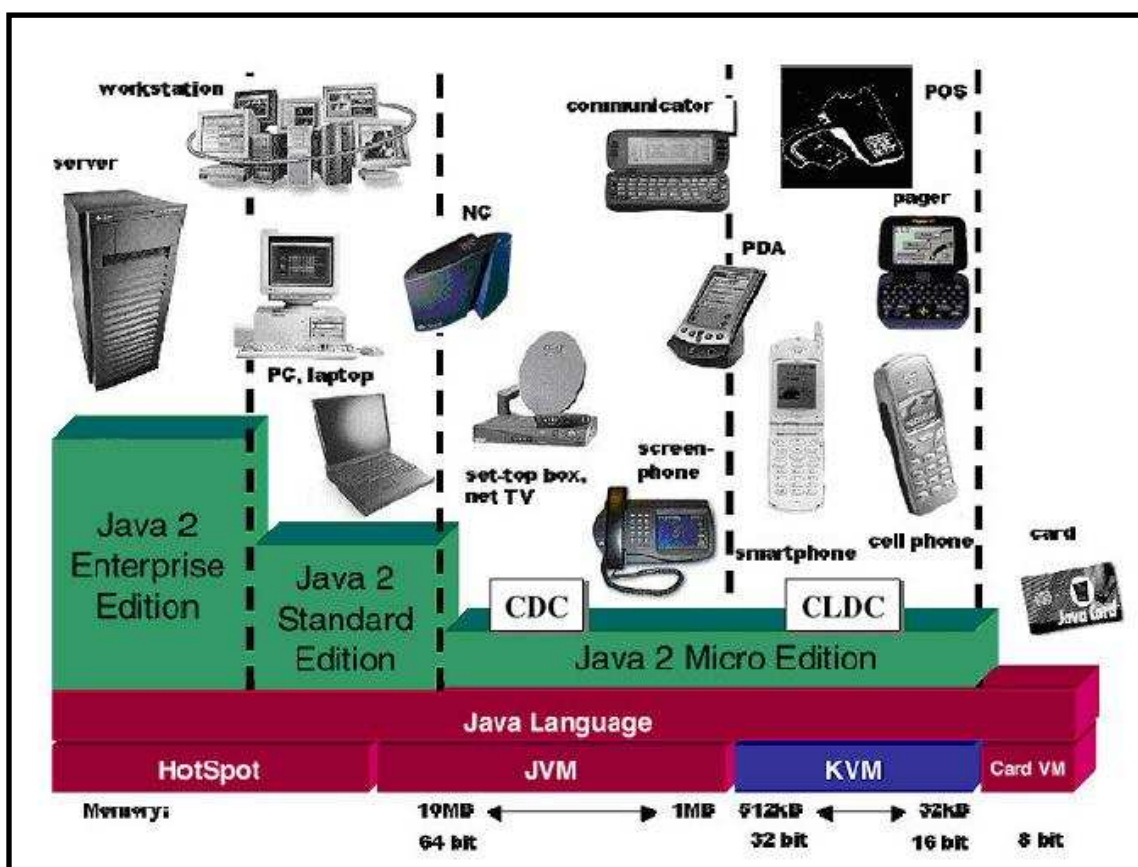 workstation
communicator
POS
server
NC
pager
PDA
PC, laptop
set-top box,
net TV
screen-
phone
smartphone
cell phone
card
Java Card
Java 2
Enterprise
Edition
Java 2
Standard
Edition
CDC
CLDC
Java 2 Micro Edition
Java Language
HotSpot
JVM
KVM
Card VM
Memory:
10MB
1MB
512kB
32kB
64 bit
32 bit
16 bit
8 bit